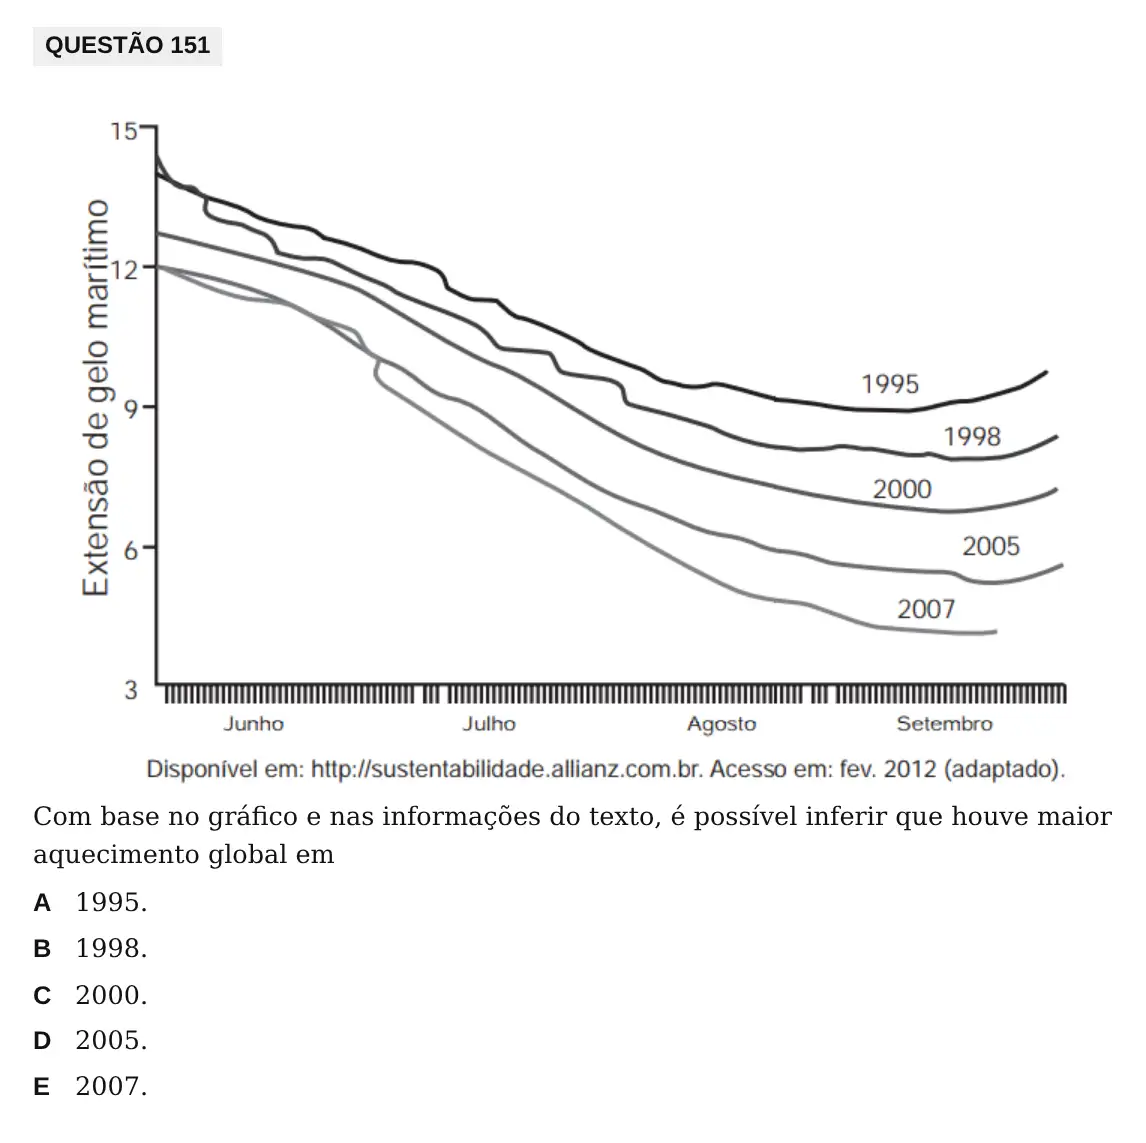 QUESTÃO 151
15
12
9
6
3
Extensão de gelo marítimo
1995
1998
2000
2005
2007
Junho Julho Agosto Setembro
Disponível em: http://sustentabilidade.allianz.com.br. Acesso em: fev. 2012 (adaptado).
Com base no gráfico e nas informações do texto, é possível inferir que houve maior
aquecimento global em
A 1995.
B 1998.
C 2000.
D 2005.
E 2007.